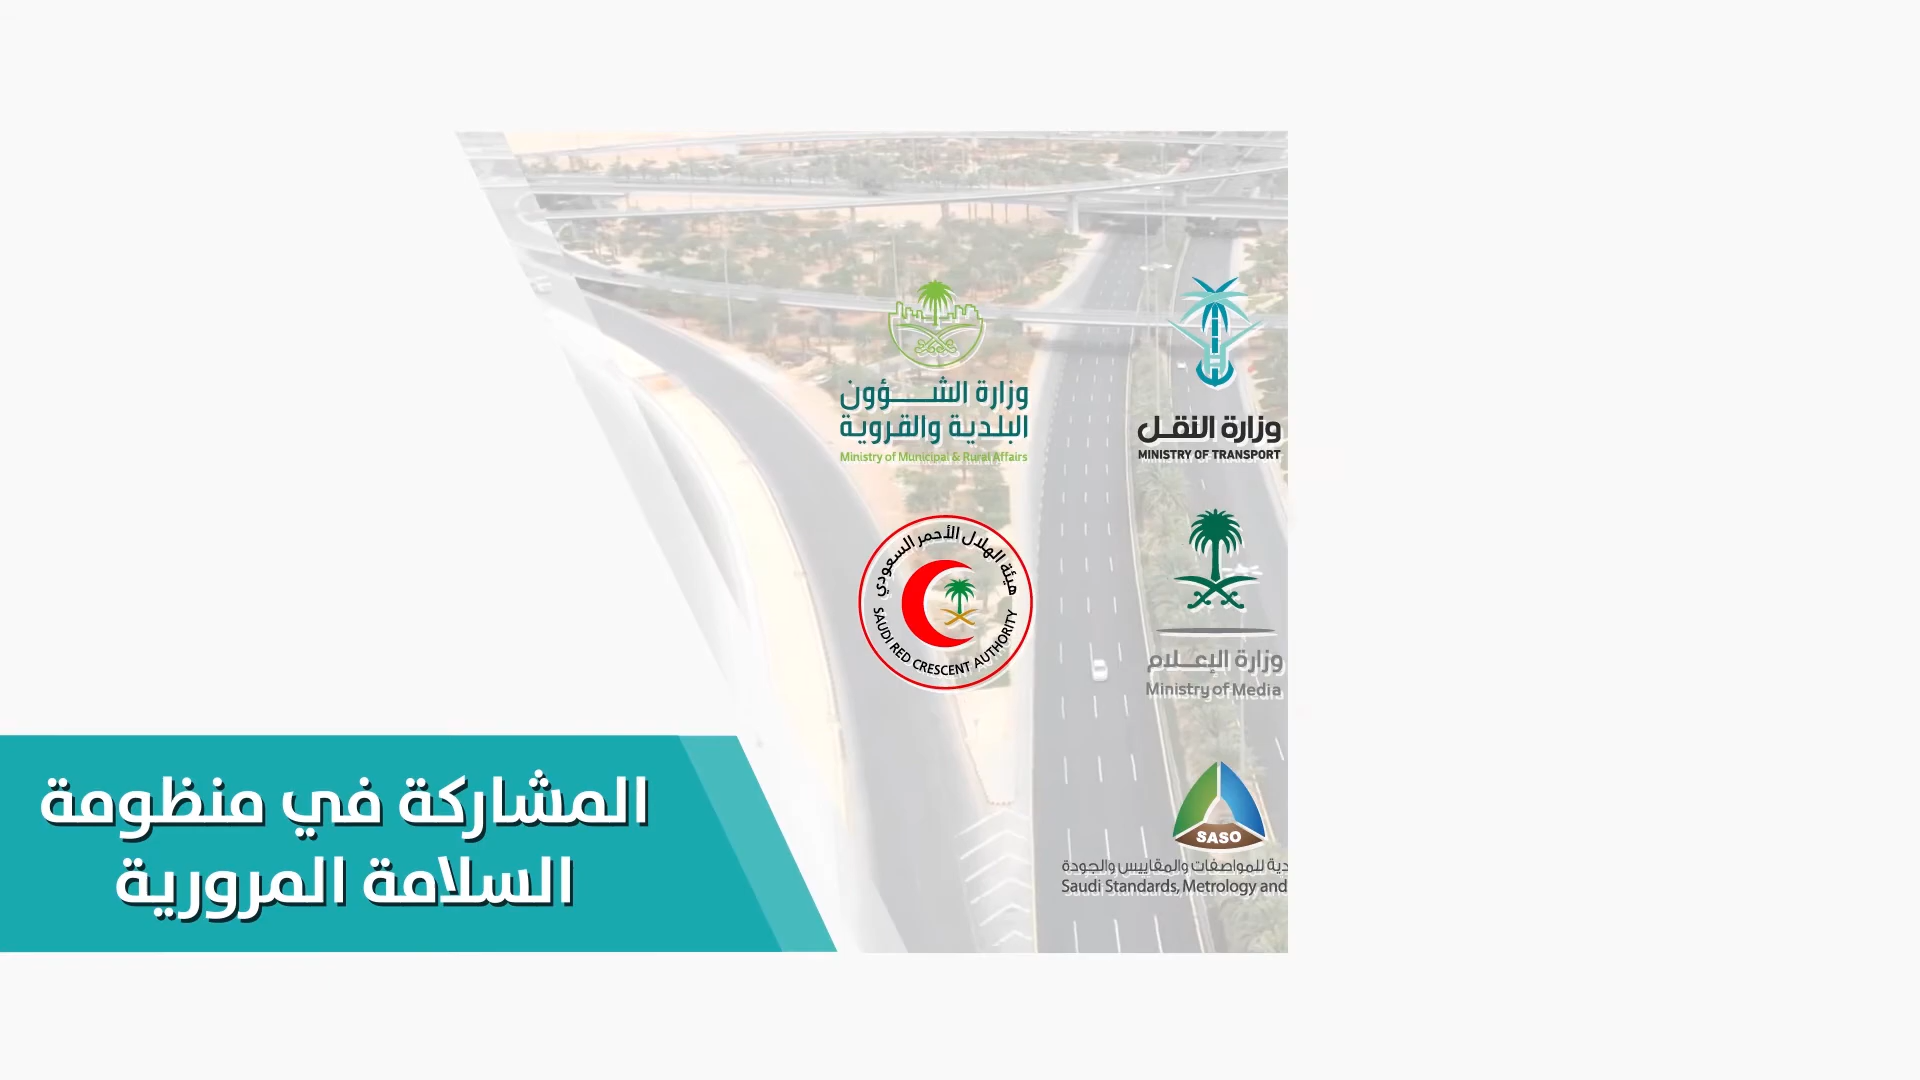 وزارة النقل
MINISTRY OF TRANSPORT
وزارة الشؤون
البلدية والقروية
Ministry of Municipal & Rural Affairs
هيئة الهلال الأحمر السعودي
SAUDI RED CRESCENT AUTHORITY
وزارة الإعلام
Ministry of Media
SASO
للمواصفات والمقاييس والجودة
Saudi Standards, Metrology and
المشاركة في منظومة
السلامة المرورية